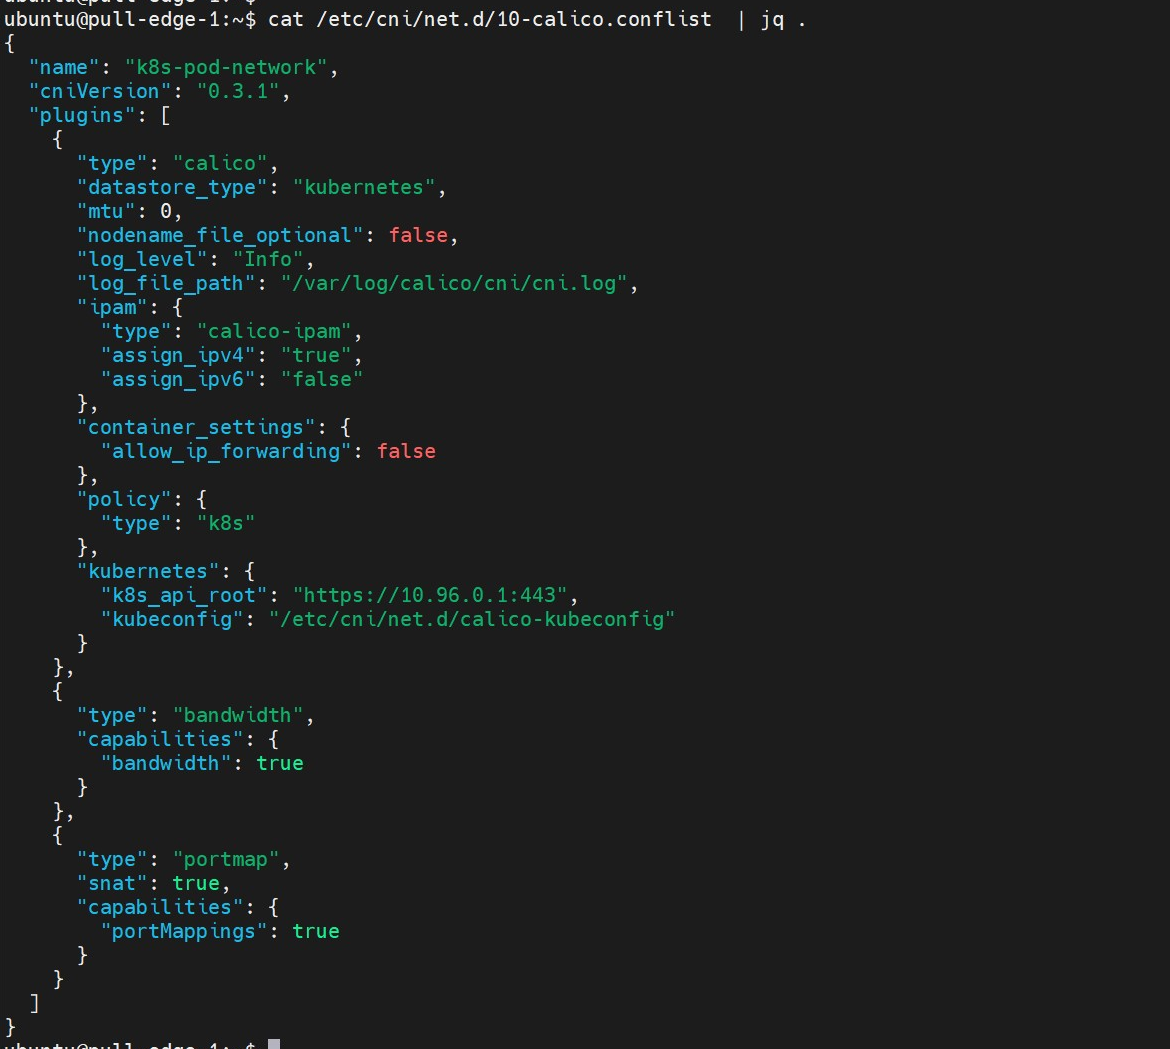 ubuntu@pull-edge-1:~$
ubuntu@pull-edge-1:~$ cat /etc/cni/net.d/10-calico.conflist  | jq .
{
  "name": "k8s-pod-network",
  "cniVersion": "0.3.1",
  "plugins": [
    {
      "type": "calico",
      "datastore_type": "kubernetes",
      "mtu": 0,
      "nodename_file_optional": false,
      "log_level": "Info",
      "log_file_path": "/var/log/calico/cni/cni.log",
      "ipam": {
        "type": "calico-ipam",
        "assign_ipv4": "true",
        "assign_ipv6": "false"
      },
      "container_settings": {
        "allow_ip_forwarding": false
      },
      "policy": {
        "type": "k8s"
      },
      "kubernetes": {
        "k8s_api_root": "https://10.96.0.1:443",
        "kubeconfig": "/etc/cni/net.d/calico-kubeconfig"
      }
    },
    {
      "type": "bandwidth",
      "capabilities": {
        "bandwidth": true
      }
    },
    {
      "type": "portmap",
      "snat": true,
      "capabilities": {
        "portMappings": true
      }
    }
  ]
}
ubuntu@pull-edge-1:~$